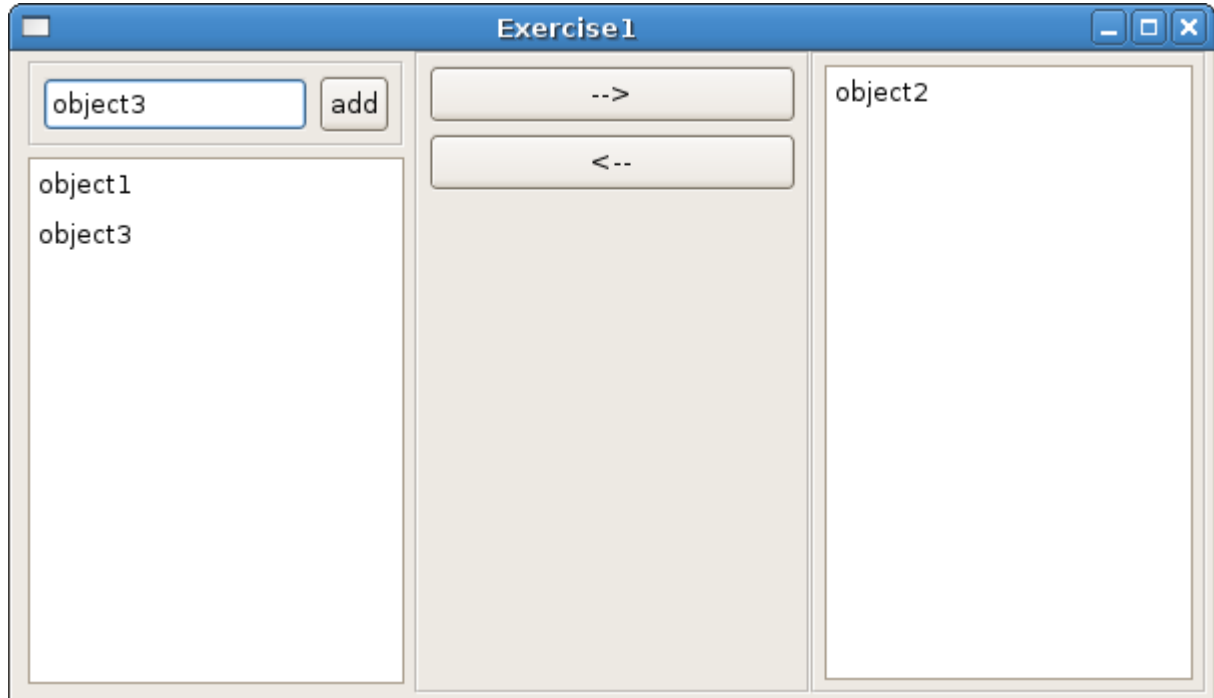 Exercise1
object3
add
object1
object3
-->
<--
object2